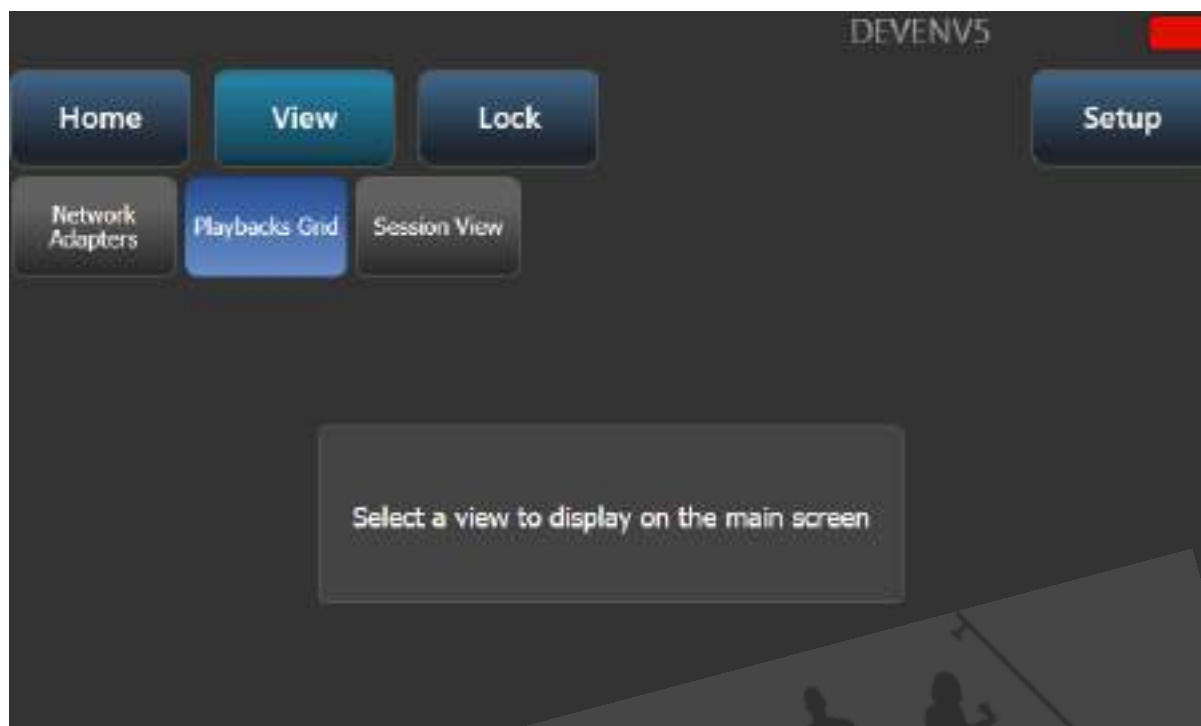 DEVENV5
Home
View
Lock
Setup
Network
Adapters
Playbacks Grid
Session View
Select a view to display on the main screen